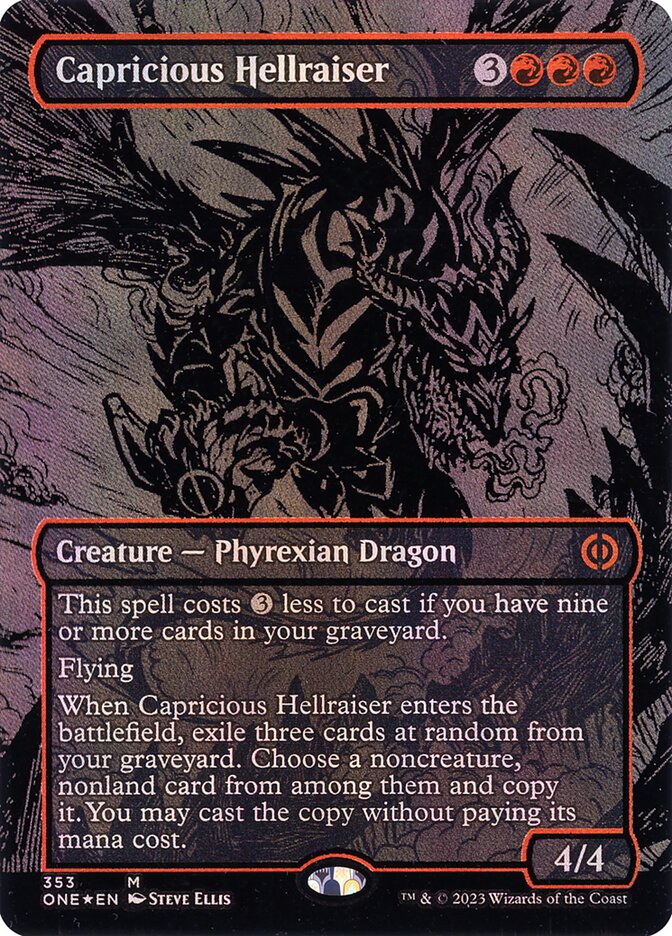 Capricious Hellraiser 3
Creature — Phyrexian Dragon
This spell costs 3 less to cast if you have nine
or more cards in your graveyard.
Flying
When Capricious Hellraiser enters the
battlefield, exile three cards at random from
your graveyard. Choose a noncreature,
nonland card from among them and copy
it. You may cast the copy without paying its
mana cost.
4/4
353 M
ONE★EN Steve Ellis
™ & © 2023 Wizards of the Coast